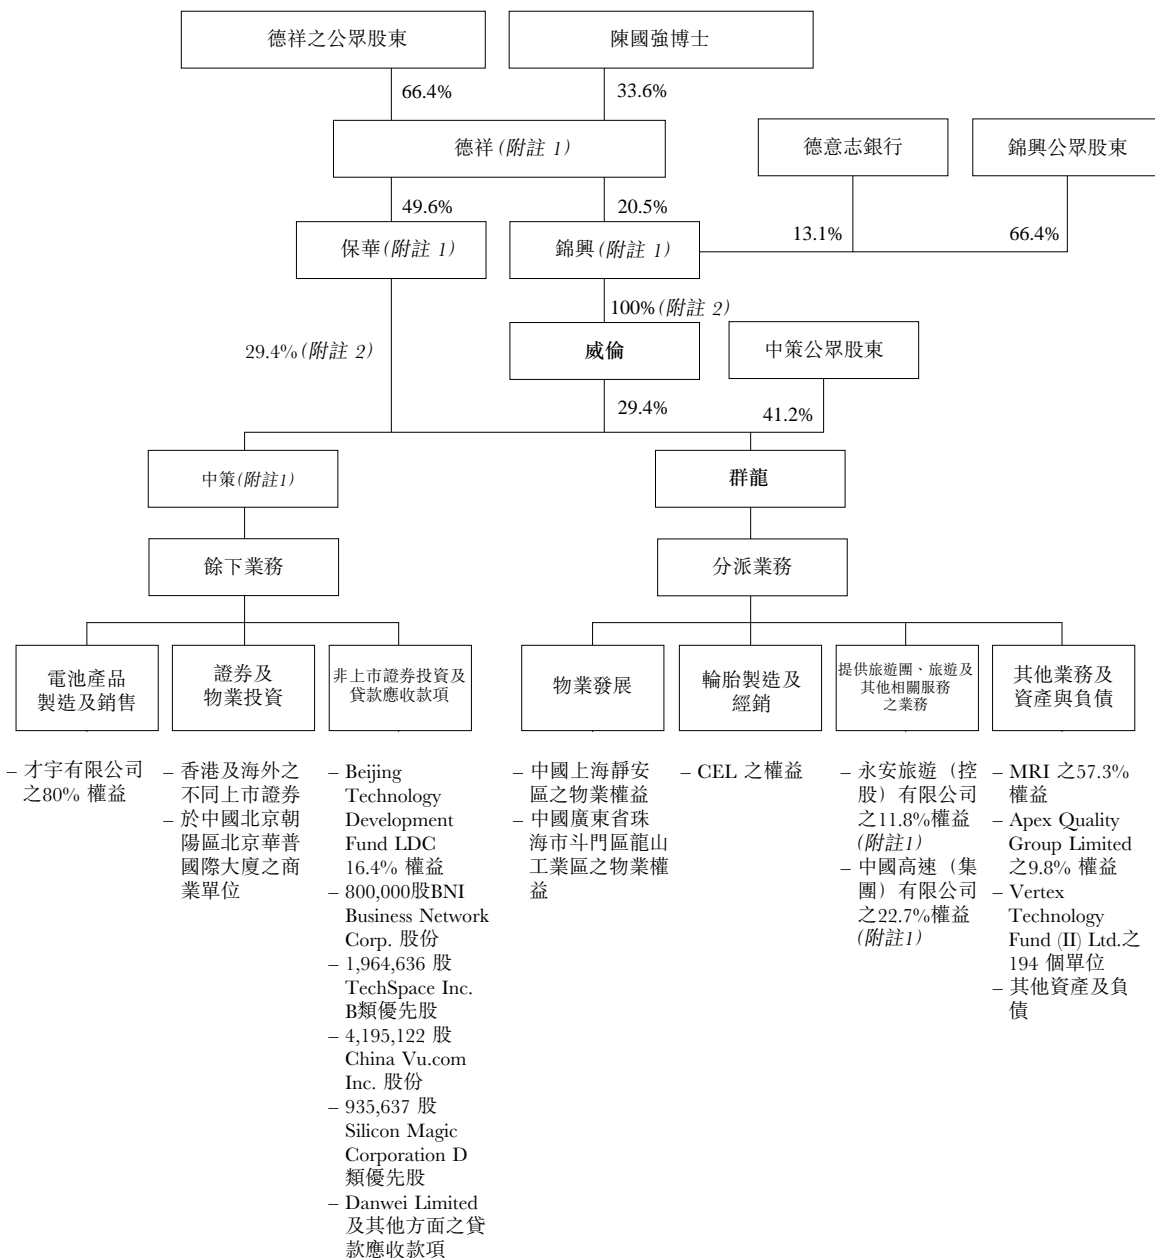 德祥之公眾股東
陳國強博士
66.4%
33.6%
德祥(附註 1)
德意志銀行
錦興公眾股東
49.6%
20.5%
13.1%
66.4%
保華(附註 1)
錦興(附註 1)
100%(附註 2)
29.4%(附註 2)
威倫
中策公眾股東
29.4%
41.2%
中策(附註1)
群龍
餘下業務
分派業務
電池產品
製造及銷售
證券及
物業投資
非上市證券投資及
貸款應收款項
物業發展
輪胎製造及
經銷
提供旅遊團、旅遊及
其他相關服務
之業務
其他業務及
資產與負債
– 才宇有限公司
之80% 權益
– 香港及海外之
不同上市證券
– 於中國北京朝
陽區北京華普
國際大廈之商
業單位
– Beijing
Technology
Development
Fund LDC
16.4% 權益
– 800,000股BNI
Business Network
Corp. 股份
– 1,964,636 股
TechSpace Inc.
B類優先股
– 4,195,122 股
China Vu.com
Inc. 股份
– 935,637 股
Silicon Magic
Corporation D
類優先股
– Danwei Limited
及其他方面之貸
款應收款項
– 中國上海靜安
區之物業權益
– 中國廣東省珠
海市斗門區龍山
工業區之物業權
益
– CEL 之權益
– 永安旅遊（控
股）有限公司
之11.8%權益
(附註1)
– 中國高速（集
團）有限公司
之22.7%權益
(附註1)
– MRI 之57.3%
權益
– Apex Quality
Group Limited
之9.8% 權益
– Vertex
Technology
Fund (II) Ltd.之
194 個單位
– 其他資產及負
債